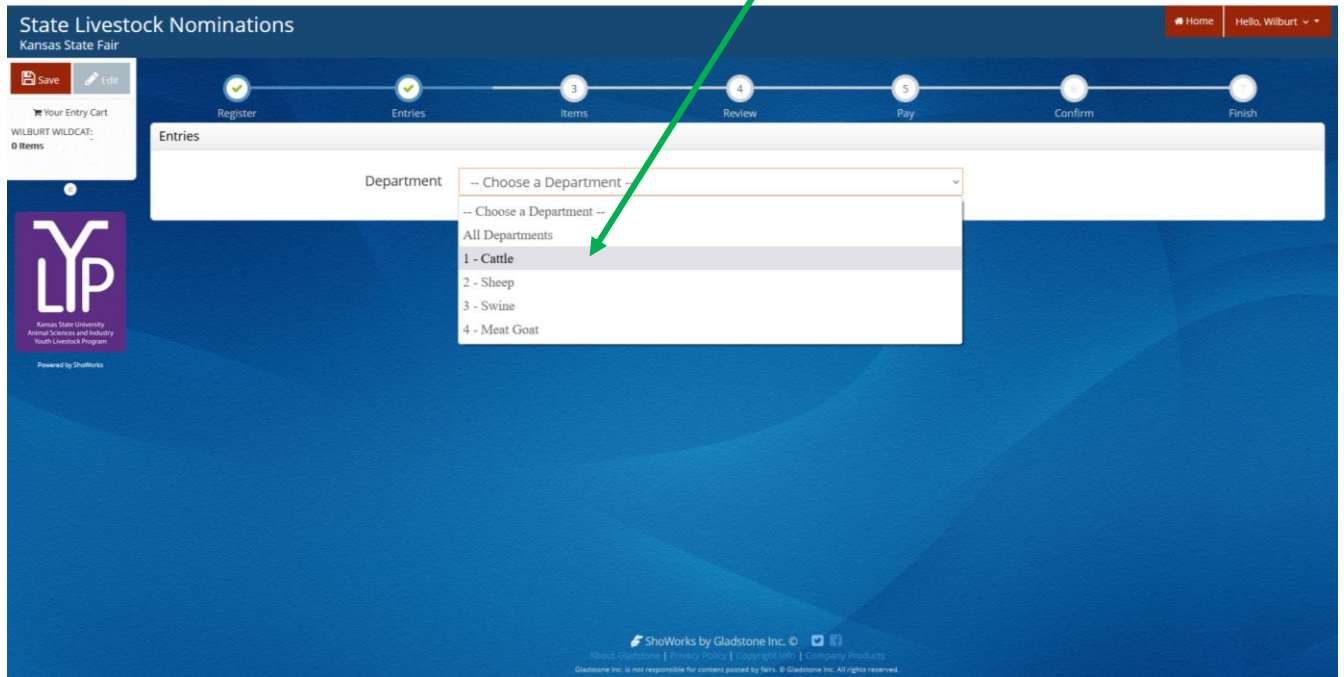 State Livestock Nominations
Kansas State Fair
Home
Hello, Wilburt
Save
Edit
Your Entry Cart
WILBURT WILDCAT:
0 Items
3
4
5
Register
Entries
Items
Review
Pay
Confirm
Finish
Entries
Department
-- Choose a Department --
-- Choose a Department --
All Departments
1 - Cattle
2 - Sheep
3 - Swine
4 - Meat Goat
YLP
Kansas State University
Animal Sciences and Industry
Youth Livestock Program
Powered by ShoWorks
ShoWorks by Gladstone Inc. ©
About Gladstone | Privacy Policy | Copyright Info | Company Products
Gladstone Inc. is not responsible for content posted by fairs. © Gladstone Inc. All rights reserved.